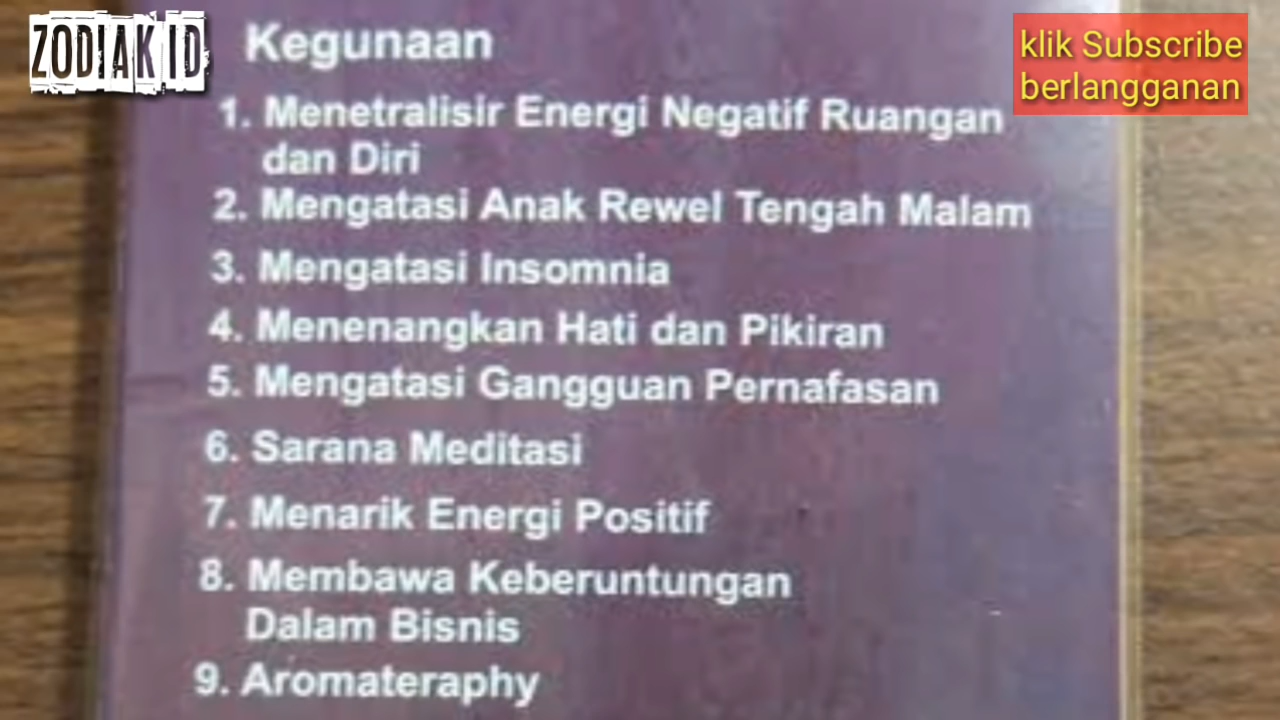 ZODIAK ID
Kegunaan
klik Subscribe
berlangganan
1. Menetralisir Energi Negatif Ruangan
dan Diri
2. Mengatasi Anak Rewel Tengah Malam
3. Mengatasi Insomnia
4. Menenangkan Hati dan Pikiran
5. Mengatasi Gangguan Pernafasan
6. Sarana Meditasi
7. Menarik Energi Positif
8. Membawa Keberuntungan
Dalam Bisnis
9. Aromateraphy